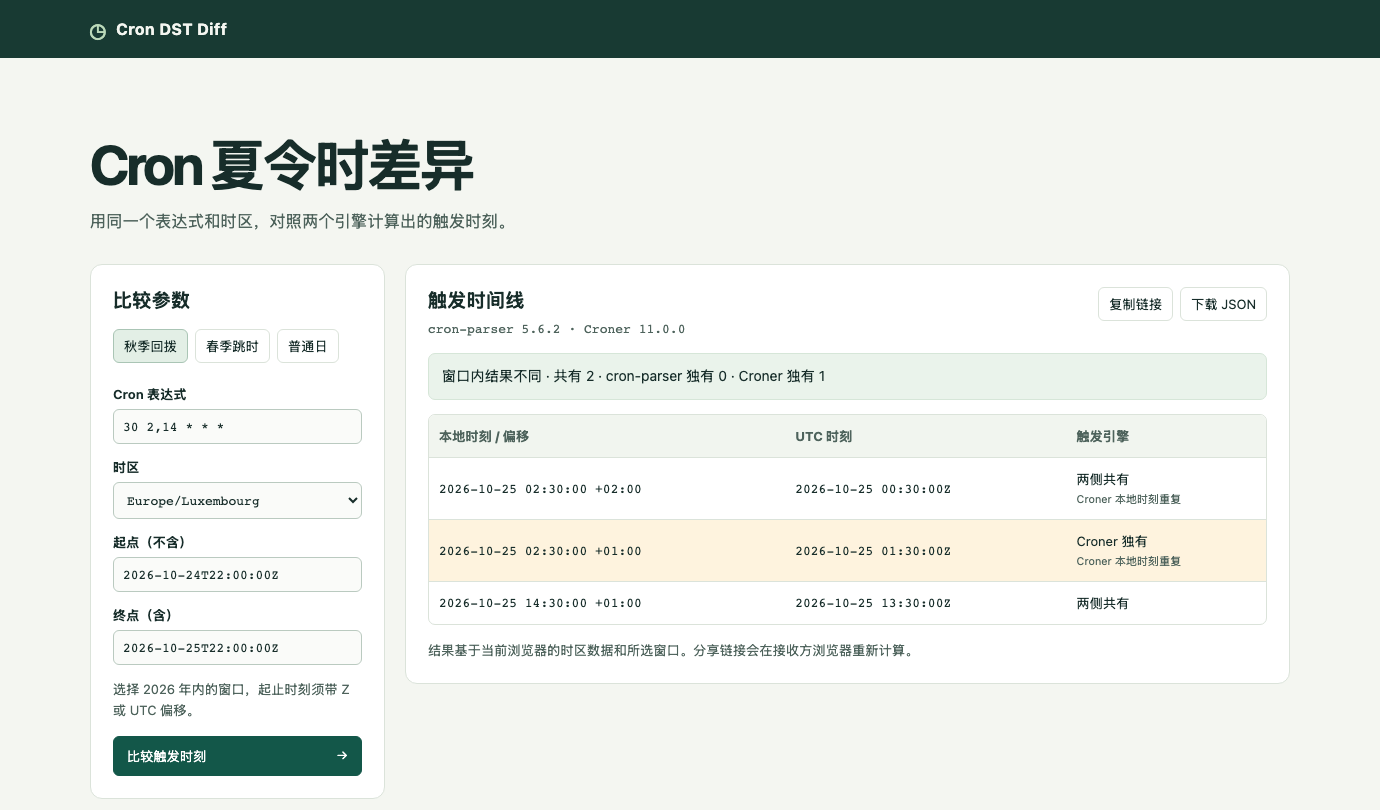 Cron DST Diff
Cron 夏令时差异
用同一个表达式和时区，对照两个引擎计算出的触发时刻。
比较参数
秋季回拨 春季跳时 普通日
Cron 表达式
30 2,14 * * *
时区
Europe/Luxembourg
起点（不含）
2026-10-24T22:00:00Z
终点（含）
2026-10-25T22:00:00Z
选择 2026 年内的窗口，起止时刻须带 Z
或 UTC 偏移。
比较触发时刻 →
触发时间线
复制链接 下载 JSON
cron-parser 5.6.2 · Croner 11.0.0
窗口内结果不同 · 共有 2 · cron-parser 独有 0 · Croner 独有 1
本地时刻 / 偏移 UTC 时刻 触发引擎
2026-10-25 02:30:00 +02:00 2026-10-25 00:30:00Z 两侧共有
Croner 本地时刻重复
2026-10-25 02:30:00 +01:00 2026-10-25 01:30:00Z Croner 独有
Croner 本地时刻重复
2026-10-25 14:30:00 +01:00 2026-10-25 13:30:00Z 两侧共有
结果基于当前浏览器的时区数据和所选窗口。分享链接会在接收方浏览器重新计算。